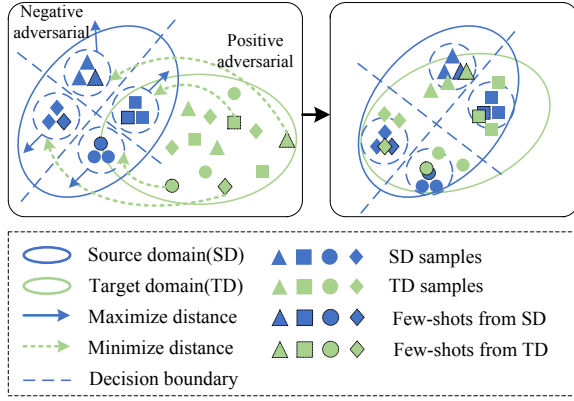 Negative
adversarial
Positive
adversarial
Source domain(SD)
SD samples
Target domain(TD)
TD samples
Maximize distance
Few-shots from SD
Minimize distance
Few-shots from TD
Decision boundary